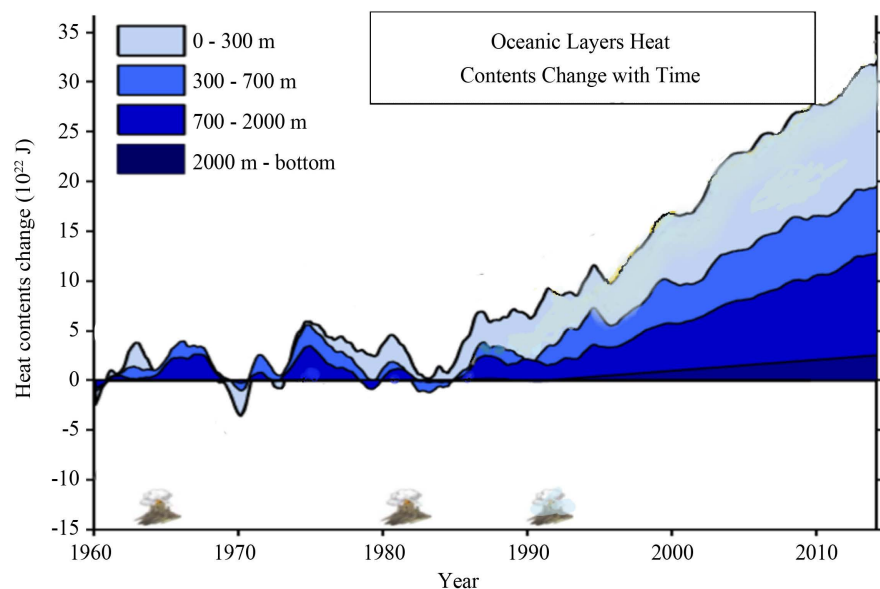 Oceanic Layers Heat
Contents Change with Time
0 - 300 m
300 - 700 m
700 - 2000 m
2000 m - bottom
Heat contents change (10²² J)
35
30
25
20
15
10
5
0
-5
-10
-15
1960 1970 1980 1990 2000 2010
Year